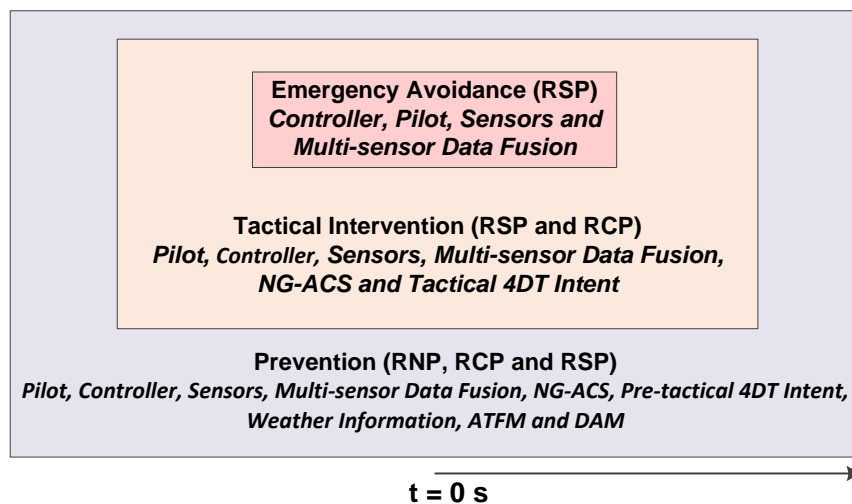 Emergency Avoidance (RSP)
Controller, Pilot, Sensors and
Multi-sensor Data Fusion
Tactical Intervention (RSP and RCP)
Pilot, Controller, Sensors, Multi-sensor Data Fusion,
NG-ACS and Tactical 4DT Intent
Prevention (RNP, RCP and RSP)
Pilot, Controller, Sensors, Multi-sensor Data Fusion, NG-ACS, Pre-tactical 4DT Intent,
Weather Information, ATFM and DAM
t = 0 s